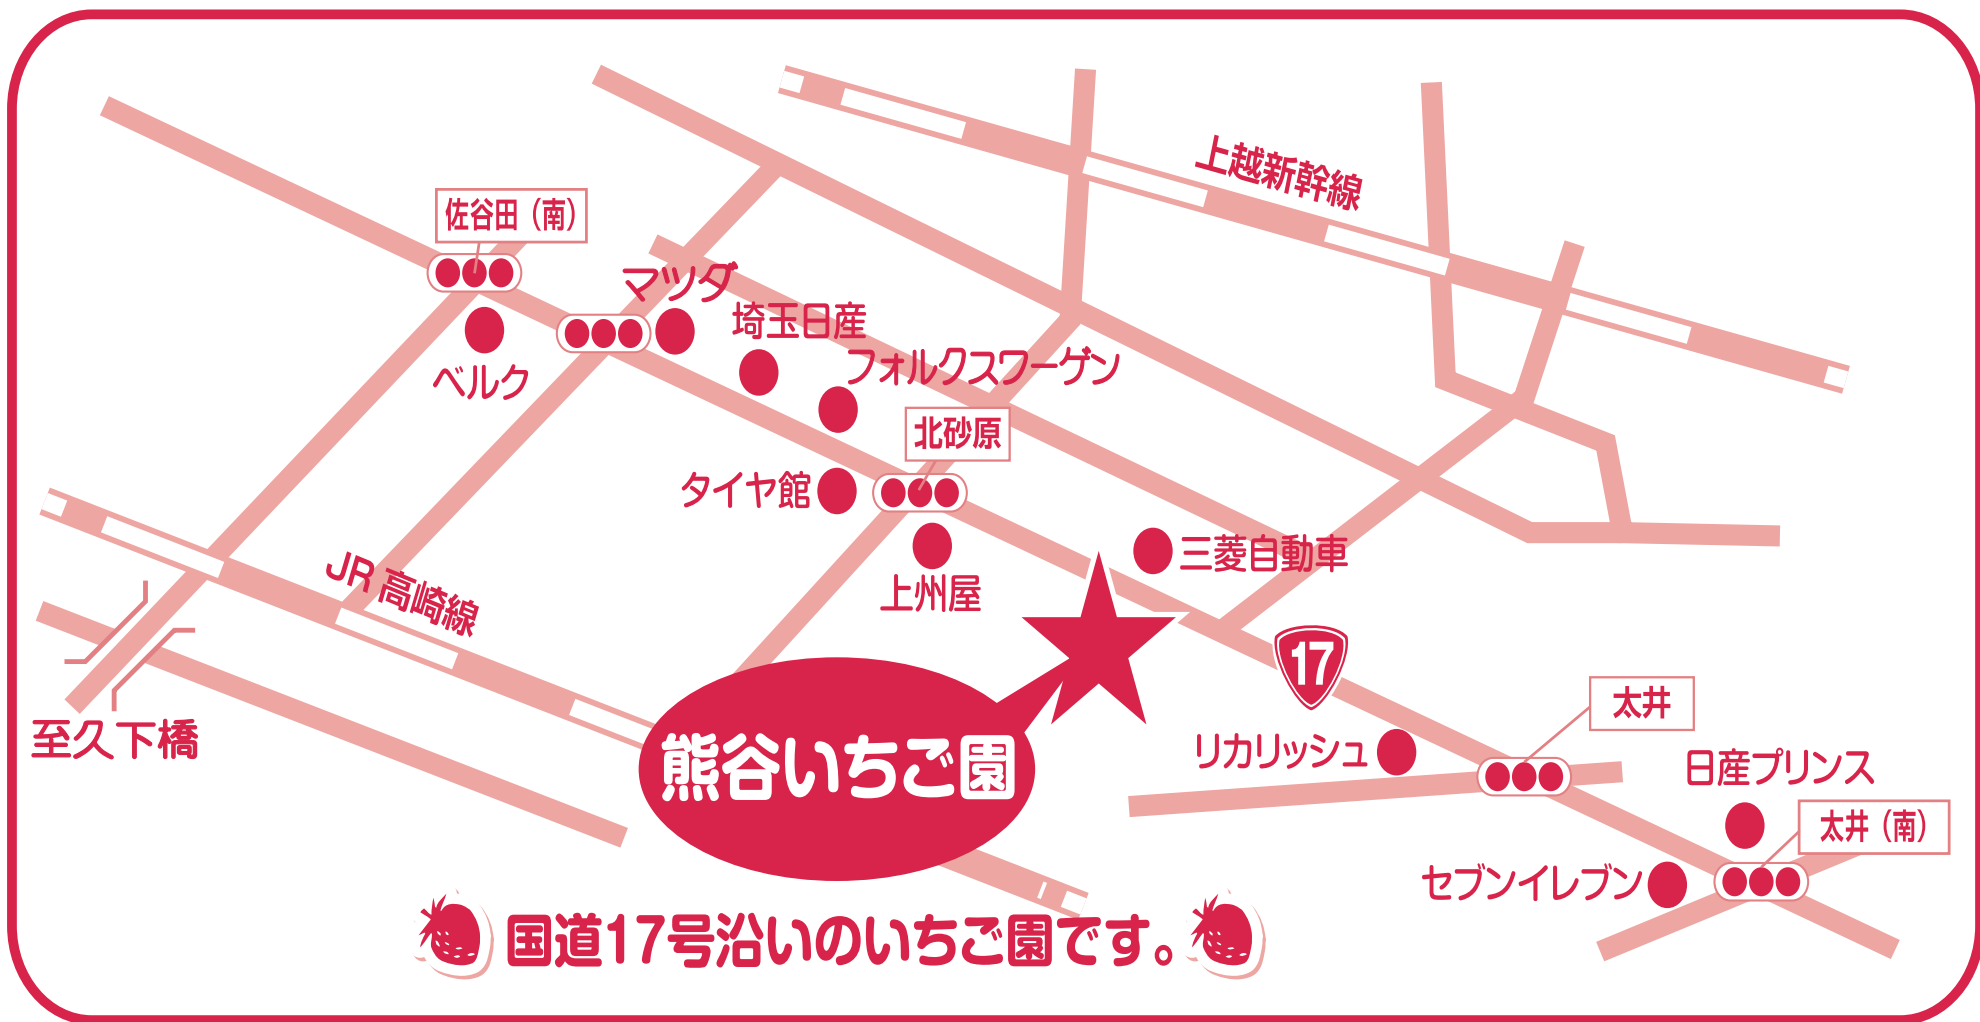 上越新幹線
佐谷田（南）
マツダ
埼玉日産
フォルクスワーゲン
ベルク
北砂原
タイヤ館
三菱自動車
JR 高崎線
上州屋
17
至久下橋
熊谷いちご園
太井
リカリッシュ
日産プリンス
太井（南）
セブンイレブン
国道17号沿いのいちご園です。